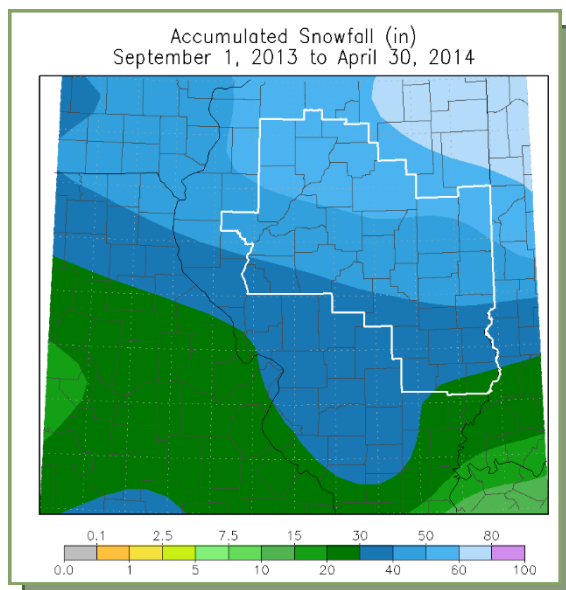 Accumulated Snowfall (in)
September 1, 2013 to April 30, 2014
0.1 2.5 7.5 15 30 50 80
0.0 1 5 10 20 40 60 100